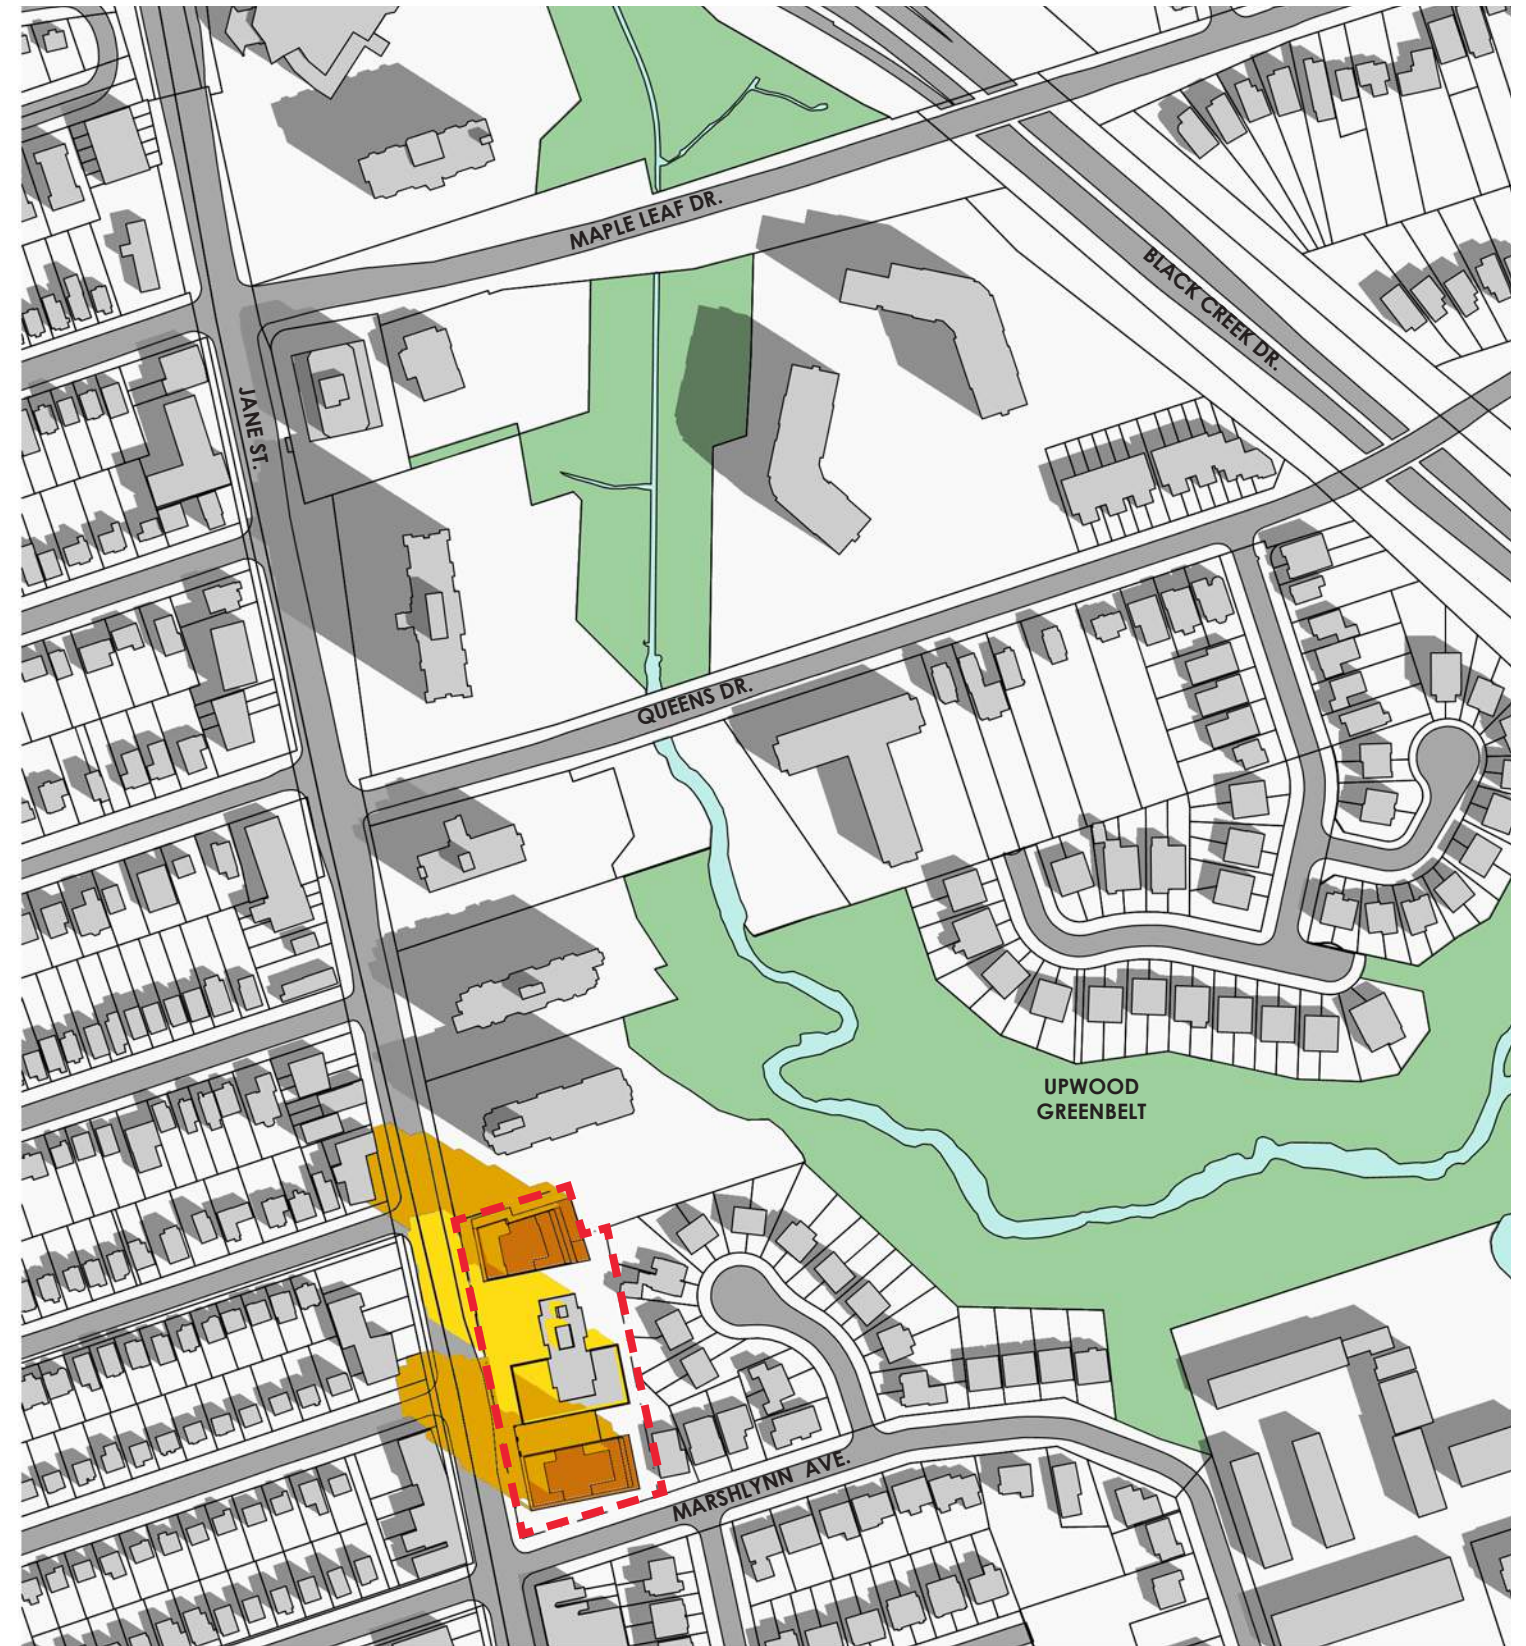 MAPLE LEAF DR.
BLACK CREEK DR.
JANE ST.
QUEENS DR.
UPWOOD
GREENBELT
MARSHLYNN AVE.